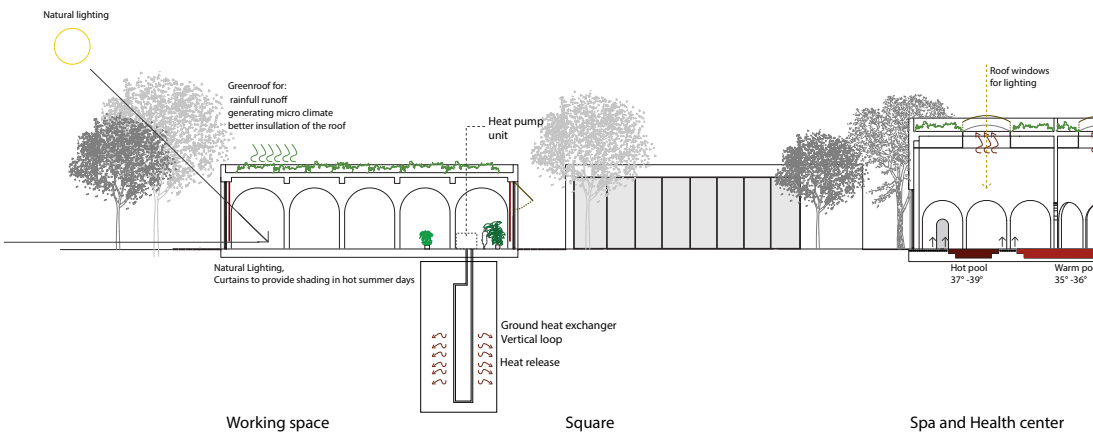 Natural lighting
Greenroof for:
rainfull runoff
generating micro climate
better insullation of the roof
Heat pump
unit
Roof windows
for lighting
Natural Lighting,
Curtains to provide shading in hot summer days
Hot pool
37° -39°
Warm po
35° -36°
Ground heat exchanger
Vertical loop
Heat release
Working space
Square
Spa and Health center